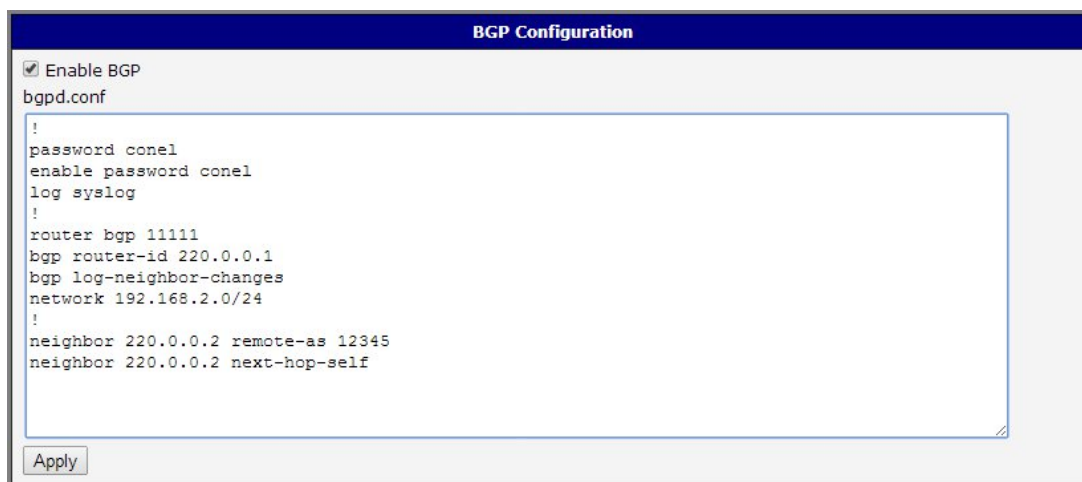 BGP Configuration
Enable BGP
bgpd.conf
!
password conel
enable password conel
log syslog
!
router bgp 11111
bgp router-id 220.0.0.1
bgp log-neighbor-changes
network 192.168.2.0/24
!
neighbor 220.0.0.2 remote-as 12345
neighbor 220.0.0.2 next-hop-self
Apply